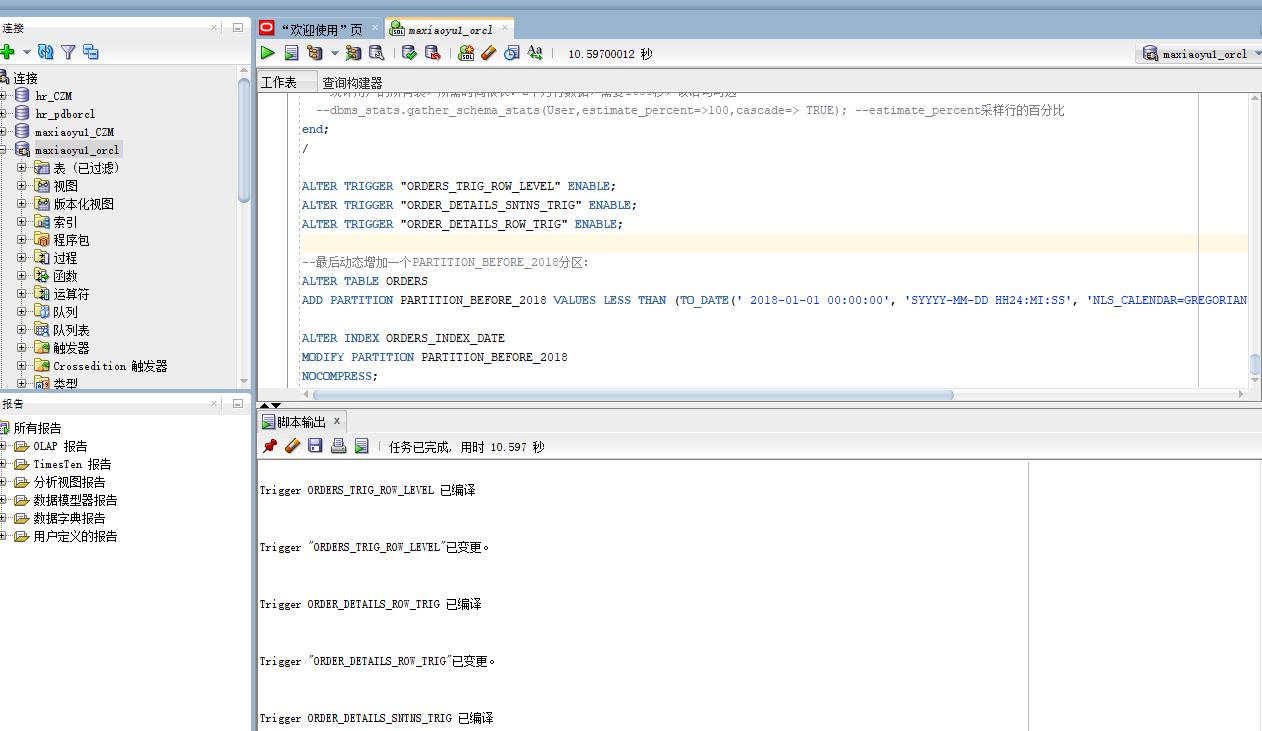 连接
连接
hr_CZM
hr_pdborcl
maxiaoyu1_CZM
maxiaoyu1_orcl
表（已过滤）
视图
版本化视图
索引
程序包
过程
函数
运算符
队列
队列表
触发器
Crossedition 触发器
类型
报告
所有报告
OLAP 报告
TimesTen 报告
分析视图报告
数据模型器报告
数据字典报告
用户定义的报告
“欢迎使用”页
maxiaoyu1_orcl
10.59700012 秒
maxiaoyu1_orcl
工作表
查询构建器
--dbms_stats.gather_schema_stats(User,estimate_percent=>100,cascade=> TRUE); --estimate_percent采样行的百分比
end;
/
ALTER TRIGGER "ORDERS_TRIG_ROW_LEVEL" ENABLE;
ALTER TRIGGER "ORDER_DETAILS_SNTNS_TRIG" ENABLE;
ALTER TRIGGER "ORDER_DETAILS_ROW_TRIG" ENABLE;
--最后动态增加一个PARTITION_BEFORE_2018分区:
ALTER TABLE ORDERS
ADD PARTITION PARTITION_BEFORE_2018 VALUES LESS THAN (TO_DATE(' 2018-01-01 00:00:00', 'SYYYY-MM-DD HH24:MI:SS', 'NLS_CALENDAR=GREGORIAN
ALTER INDEX ORDERS_INDEX_DATE
MODIFY PARTITION PARTITION_BEFORE_2018
NOCOMPRESS;
脚本输出
任务已完成, 用时 10.597 秒
Trigger ORDERS_TRIG_ROW_LEVEL 已编译
Trigger "ORDERS_TRIG_ROW_LEVEL"已变更。
Trigger ORDER_DETAILS_ROW_TRIG 已编译
Trigger "ORDER_DETAILS_ROW_TRIG"已变更。
Trigger ORDER_DETAILS_SNTNS_TRIG 已编译